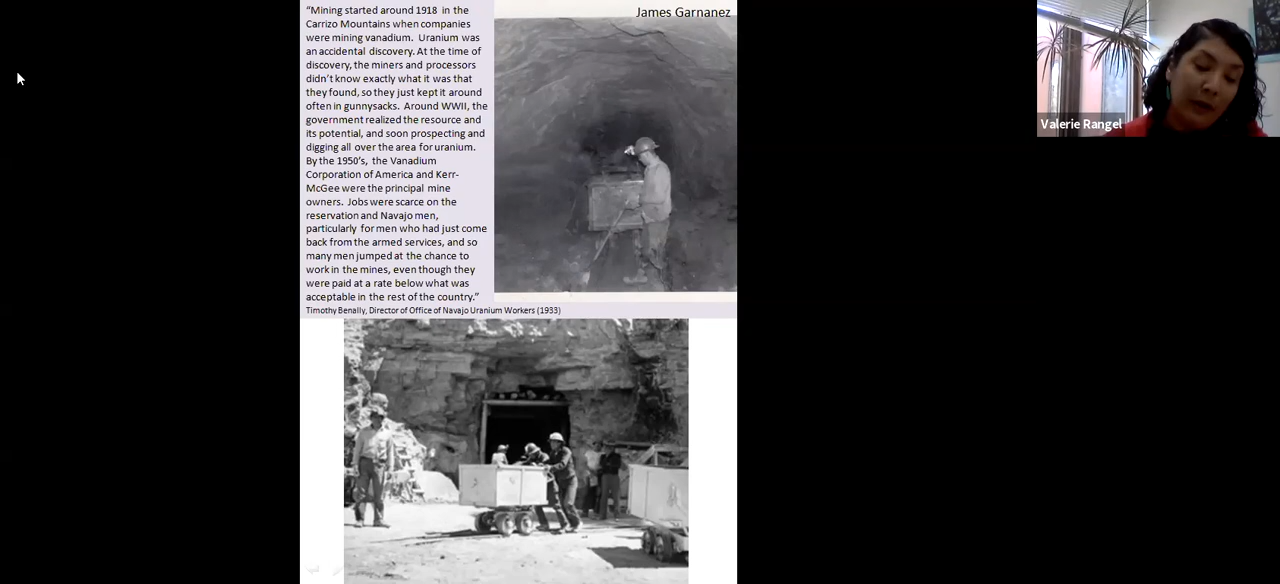 “Mining started around 1918 in the
Carrizo Mountains when companies
were mining vanadium. Uranium was
an accidental discovery. At the time of
discovery, the miners and processors
didn’t know exactly what it was that
they found, so they just kept it around
often in gunnysacks. Around WWII, the
government realized the resource and
its potential, and soon prospecting and
digging all over the area for uranium.
By the 1950’s, the Vanadium
Corporation of America and Kerr-
McGee were the principal mine
owners. Jobs were scarce on the
reservation and Navajo men,
particularly for men who had just come
back from the armed services, and so
many men jumped at the chance to
work in the mines, even though they
were paid at a rate below what was
acceptable in the rest of the country.”
Timothy Benally, Director of Office of Navajo Uranium Workers (1933)
James Garnanez
Valerie Rangel